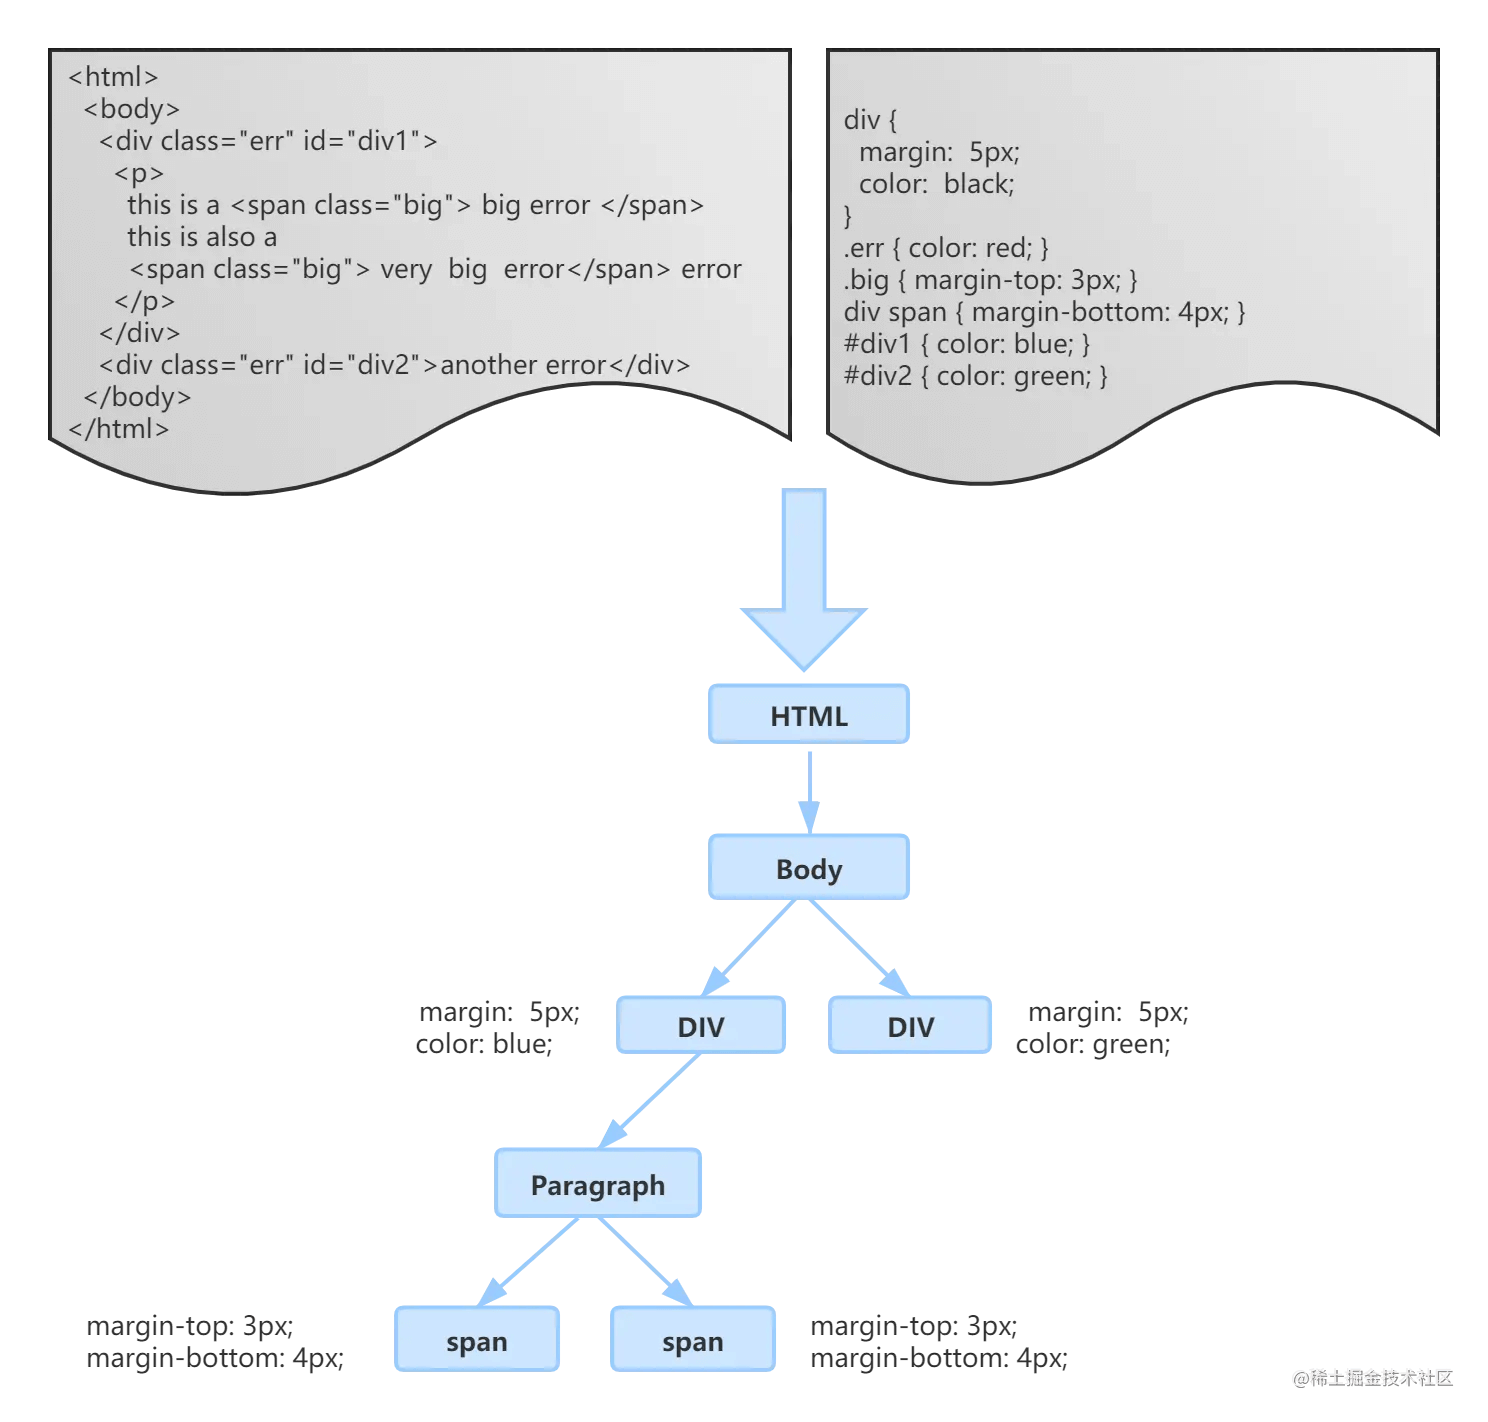 <html>
<body>
<div class="err" id="div1">
<p>
this is a <span class="big"> big error </span>
this is also a
<span class="big"> very  big  error</span> error
</p>
</div>
<div class="err" id="div2">another error</div>
</body>
</html>
div {
margin:  5px;
color:  black;
}
.err { color: red; }
.big { margin-top: 3px; }
div span { margin-bottom: 4px; }
#div1 { color: blue; }
#div2 { color: green; }
HTML
Body
margin:  5px;
color: blue;
DIV
DIV
margin:  5px;
color: green;
Paragraph
margin-top: 3px;
margin-bottom: 4px;
span
span
margin-top: 3px;
margin-bottom: 4px;
@稀土掘金技术社区